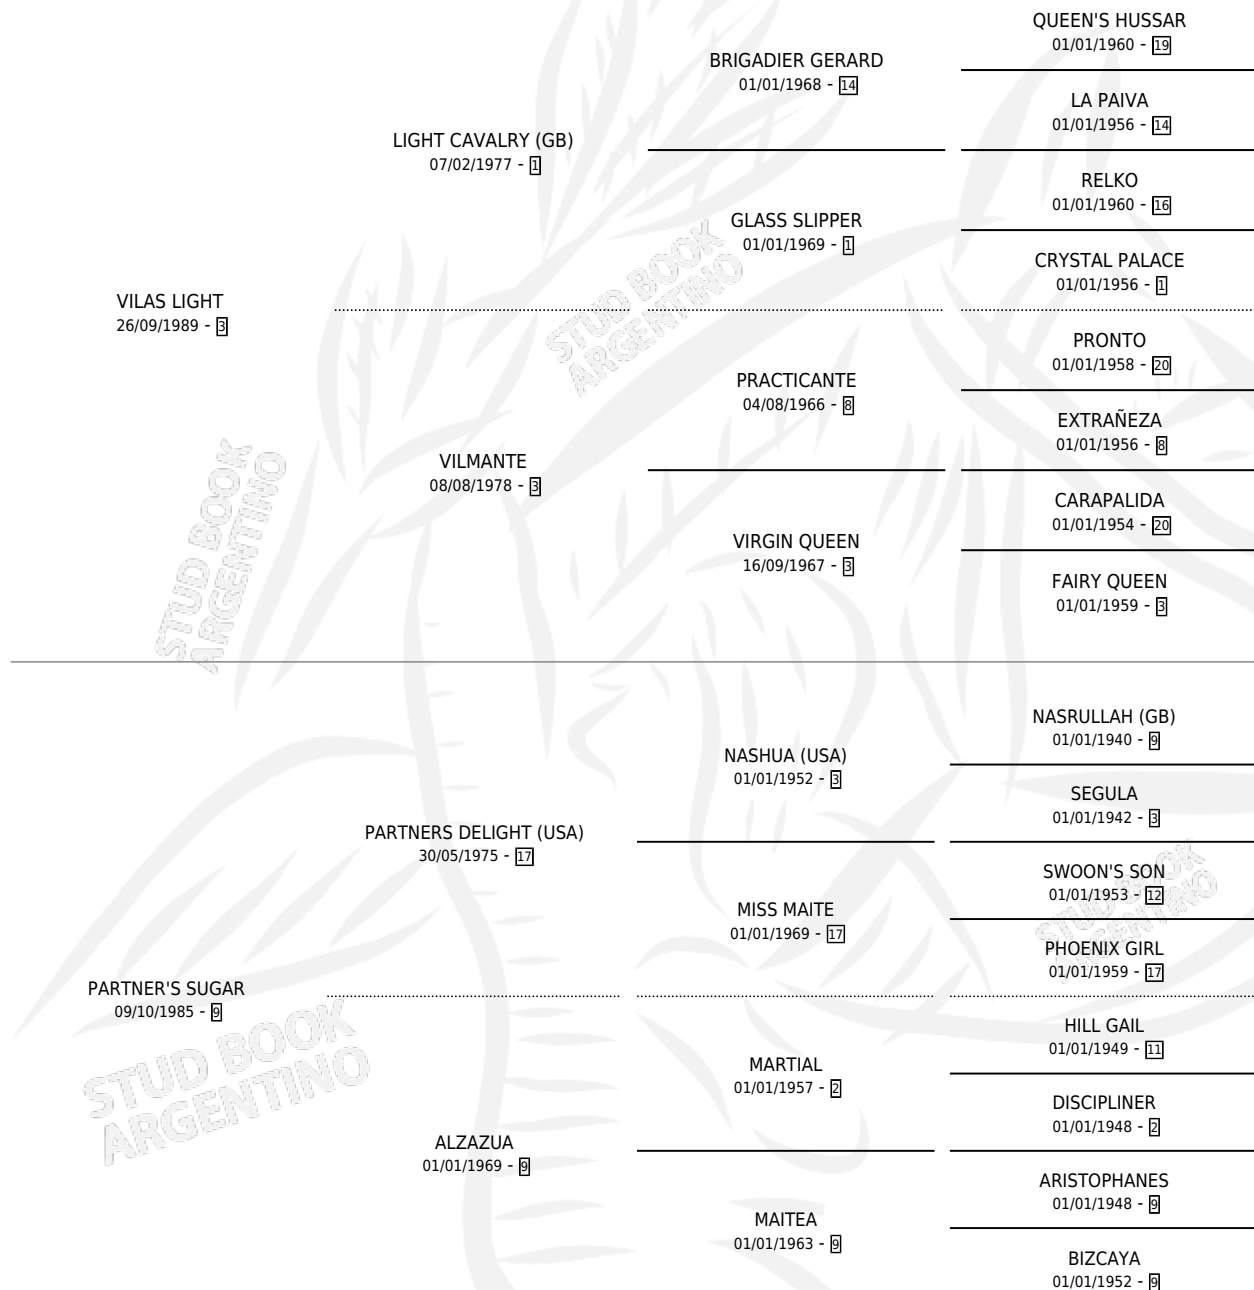 QUEEN'S HUSSAR
01/01/1960 - 19
BRIGADIER GERARD
01/01/1968 - 14
LA PAIVA
01/01/1956 - 14
LIGHT CAVALRY (GB)
07/02/1977 - 1
RELKO
01/01/1960 - 16
GLASS SLIPPER
01/01/1969 - 1
CRYSTAL PALACE
01/01/1956 - 1
VILAS LIGHT
26/09/1989 - 3
PRONTO
01/01/1958 - 20
PRACTICANTE
04/08/1966 - 8
EXTRAÑEZA
01/01/1956 - 8
VILMANTE
08/08/1978 - 3
CARAPALIDA
01/01/1954 - 20
VIRGIN QUEEN
16/09/1967 - 3
FAIRY QUEEN
01/01/1959 - 3
NASRULLAH (GB)
01/01/1940 - 9
NASHUA (USA)
01/01/1952 - 3
SEGULA
01/01/1942 - 3
PARTNERS DELIGHT (USA)
30/05/1975 - 17
SWOON'S SON
01/01/1953 - 12
MISS MAITE
01/01/1969 - 17
PHOENIX GIRL
01/01/1959 - 17
PARTNER'S SUGAR
09/10/1985 - 9
HILL GAIL
01/01/1949 - 11
MARTIAL
01/01/1957 - 2
DISCIPLINER
01/01/1948 - 2
ALZAZUA
01/01/1969 - 9
ARISTOPHANES
01/01/1948 - 9
MAITEA
01/01/1963 - 9
BIZCAYA
01/01/1952 - 9
STUD BOOK
ARGENTINO
STUD BOOK
ARGENTINO
STUD BOOK
ARGENTINO
STUD BOOK
ARGENTINO